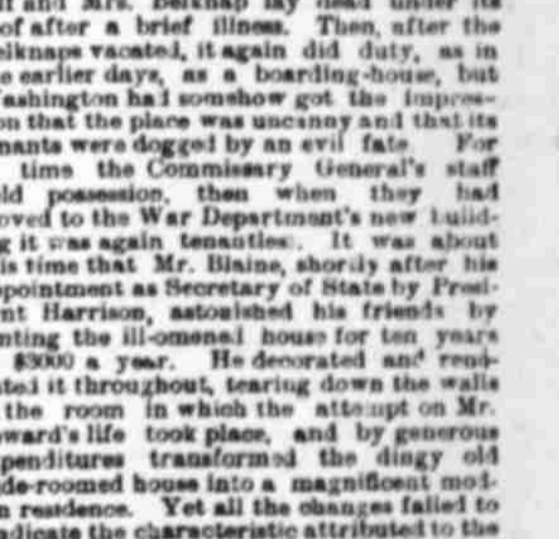 lf and Mrs. Belknap lay dead under its
of after a brief illness. Then, after the
elknaps vacated, it again did duty, as in
e earlier days, as a boarding-house, but
ashington had somehow got the impres-
on that the place was uncanny and that its
nants were dogged by an evil fate. For
time the Commissary General's staff
ld possession, then when they had
oved to the War Department's new build-
g it was again tenantless. It was about
is time that Mr. Blaine, shortly after his
ppointment as Secretary of State by Presi-
nt Harrison, astonished his friends by
nting the ill-omened house for ten years
$3000 a year. He decorated and reno-
ated it throughout, tearing down the walls
the room in which the attempt on Mr.
eward's life took place, and by generous
penditures transformed the dingy old
de-roomed house into a magnificent mod-
n residence. Yet all the changes failed to
adicate the characteristic attributed to the